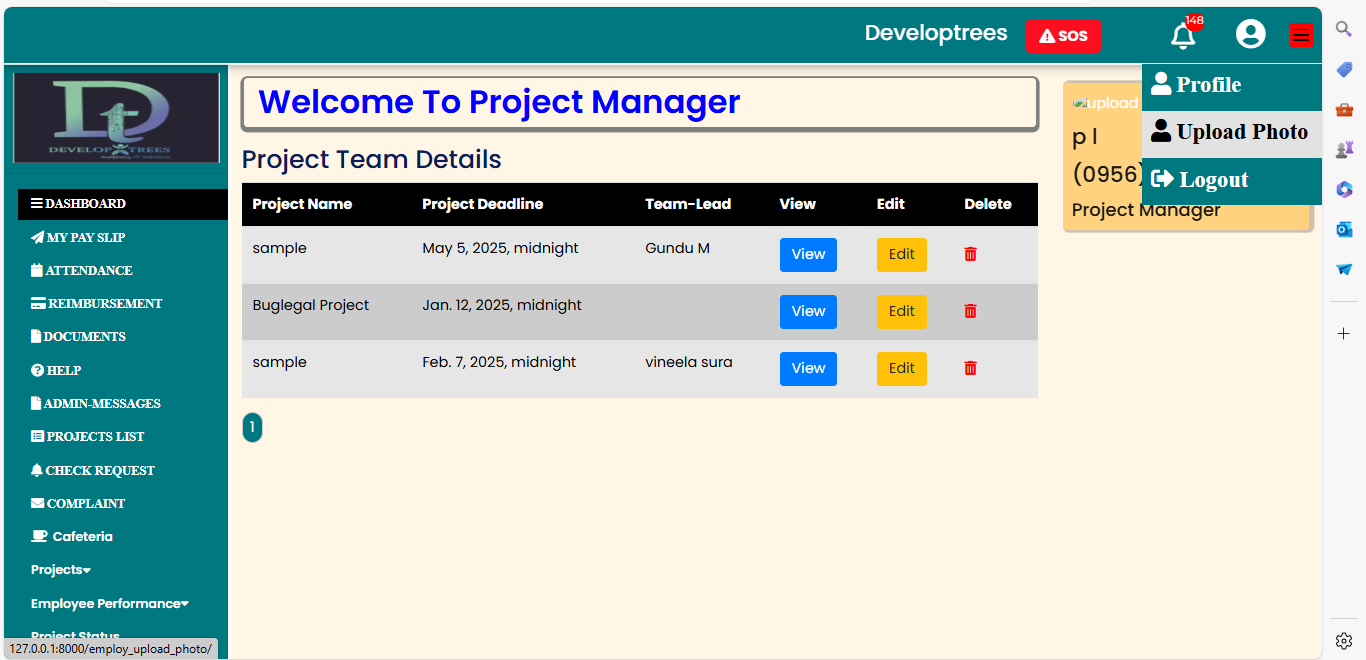 Developtrees
SOS
148
DEVELOP TREES
Profile
Upload Photo
Logout
DASHBOARD
MY PAY SLIP
ATTENDANCE
REIMBURSEMENT
DOCUMENTS
HELP
ADMIN-MESSAGES
PROJECTS LIST
CHECK REQUEST
COMPLAINT
Cafeteria
Projects
Employee Performance
Project Status
127.0.0.1:8000/employ_upload_photo/
Welcome To Project Manager
Project Team Details
Project Name Project Deadline Team-Lead View Edit Delete
sample May 5, 2025, midnight Gundu M View Edit
Buglegal Project Jan. 12, 2025, midnight View Edit
sample Feb. 7, 2025, midnight vineela sura View Edit
1
upload
p l
(0956)
Project Manager